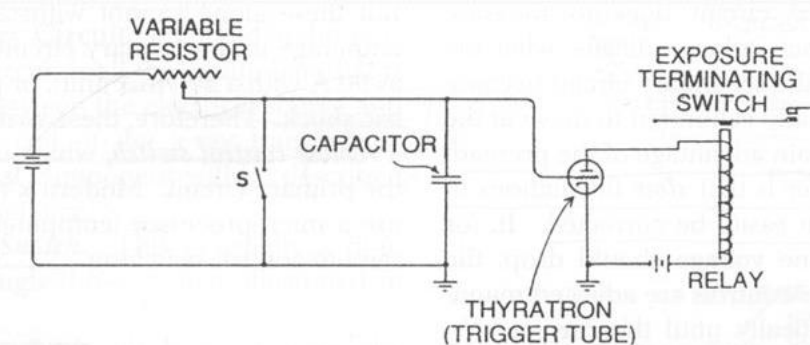 VARIABLE
RESISTOR
EXPOSURE
TERMINATING
SWITCH
CAPACITOR
S
RELAY
THYRATRON
(TRIGGER TUBE)